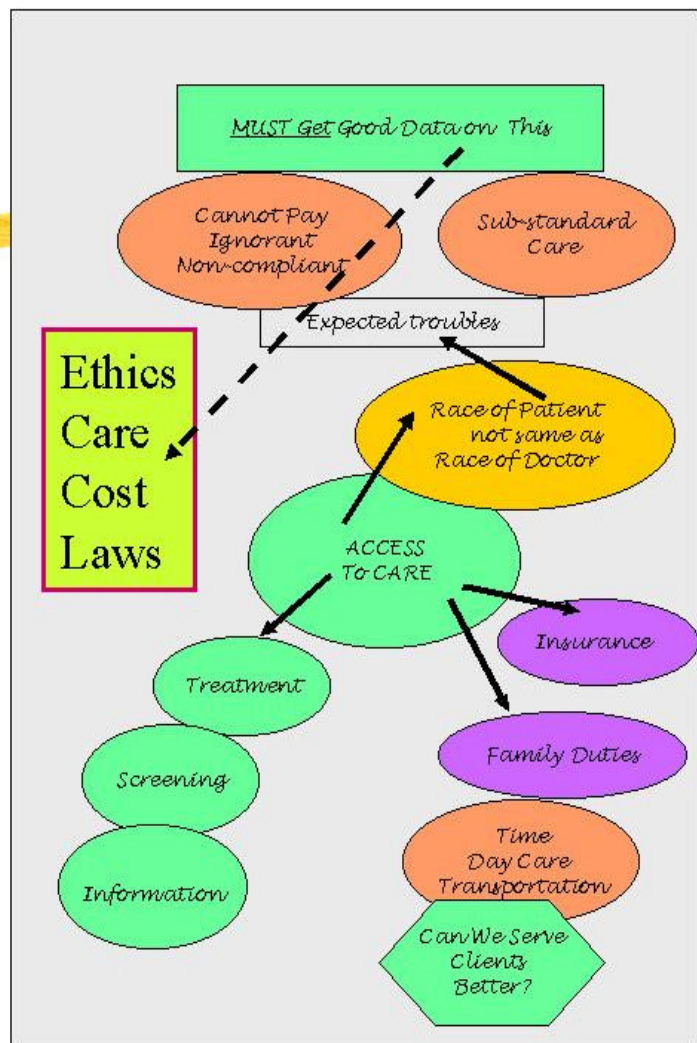 MUST Get Good Data on This
Cannot Pay
Ignorant
Non-compliant
Sub-standard
Care
Expected troubles
Ethics
Care
Cost
Laws
Race of Patient
not same as
Race of Doctor
ACCESS
To CARE
Insurance
Treatment
Family Duties
Screening
Time
Day Care
Transportation
Information
Can We Serve
Clients
Better?